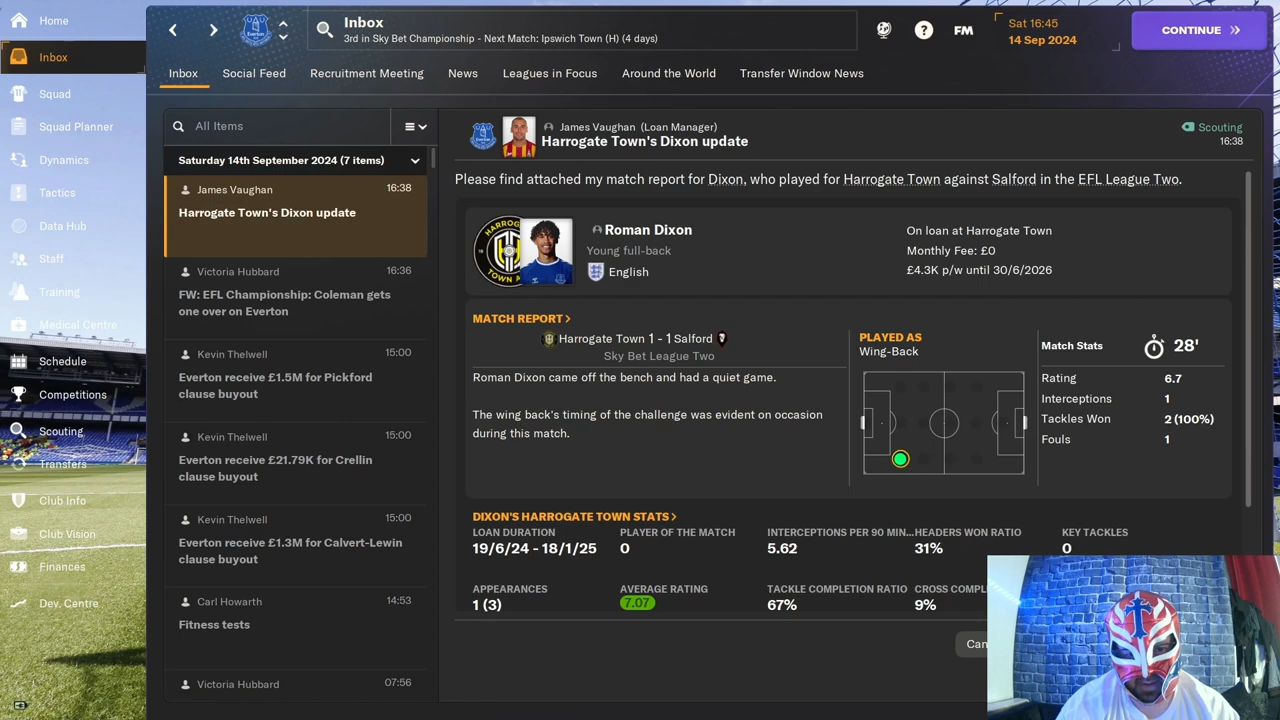 Home
Inbox
Squad
Squad Planner
Dynamics
Tactics
Data Hub
Staff
Training
Medical Centre
Schedule
Competitions
Scouting
Transfers
Club Info
Club Vision
Finances
Dev. Centre
Inbox
3rd in Sky Bet Championship - Next Match: Ipswich Town (H) (4 days)
FM
Sat 16:45
14 Sep 2024
CONTINUE
Inbox
Social Feed
Recruitment Meeting
News
Leagues in Focus
Around the World
Transfer Window News
All Items
Saturday 14th September 2024 (7 items)
James Vaughan 16:38
Harrogate Town's Dixon update
Victoria Hubbard 16:36
FW: EFL Championship: Coleman gets
one over on Everton
Kevin Thelwell 15:00
Everton receive £1.5M for Pickford
clause buyout
Kevin Thelwell 15:00
Everton receive £21.79K for Crellin
clause buyout
Kevin Thelwell 15:00
Everton receive £1.3M for Calvert-Lewin
clause buyout
Carl Howarth 14:53
Fitness tests
Victoria Hubbard 07:56
James Vaughan (Loan Manager)
Harrogate Town's Dixon update
Scouting
16:38
Please find attached my match report for Dixon, who played for Harrogate Town against Salford in the EFL League Two.
Roman Dixon
Young full-back
English
On loan at Harrogate Town
Monthly Fee: £0
£4.3K p/w until 30/6/2026
MATCH REPORT
Harrogate Town 1 - 1 Salford
Sky Bet League Two
Roman Dixon came off the bench and had a quiet game.
The wing back's timing of the challenge was evident on occasion
during this match.
PLAYED AS
Wing-Back
Match Stats 28'
Rating 6.7
Interceptions 1
Tackles Won 2 (100%)
Fouls 1
DIXON'S HARROGATE TOWN STATS
LOAN DURATION
19/6/24 - 18/1/25
PLAYER OF THE MATCH
0
INTERCEPTIONS PER 90 MIN...
5.62
HEADERS WON RATIO
31%
KEY TACKLES
0
APPEARANCES
1 (3)
AVERAGE RATING
7.07
TACKLE COMPLETION RATIO
67%
CROSS COMPL
9%
Can